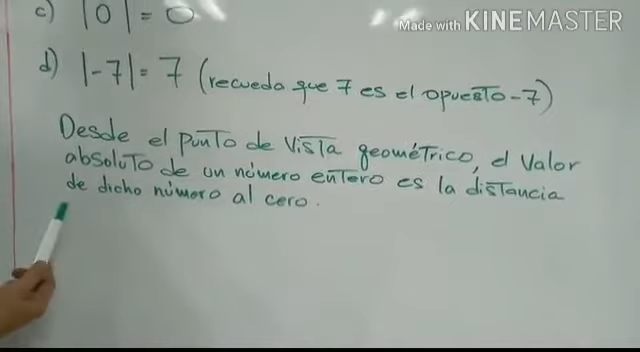 Made with KINEMASTER
c) |0| = 0
d) |-7| = 7 (recueda que 7 es el opuesto -7)
Desde el punto de vista geométrico, el valor
absoluto de un número entero es la distancia
de dicho número al cero.